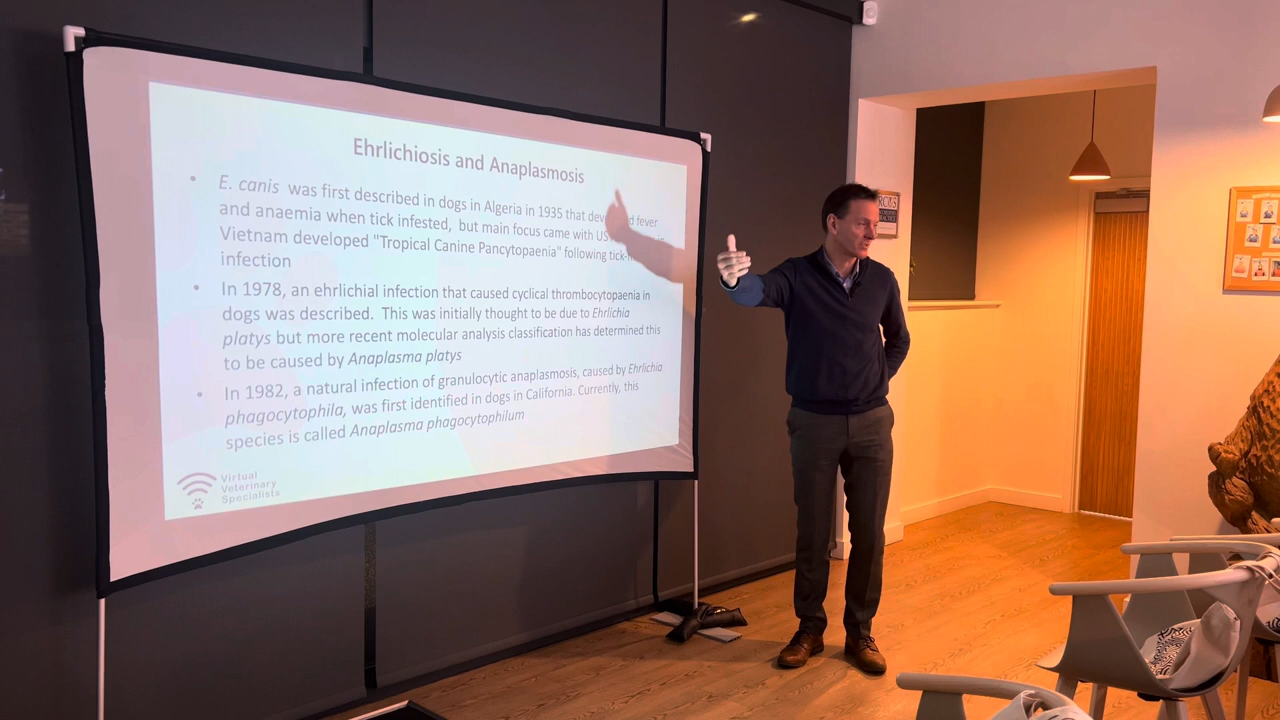 Ehrlichiosis and Anaplasmosis
• E. canis was first described in dogs in Algeria in 1935 that fever
and anaemia when tick infested, but main focus came with US
Vietnam developed "Tropical Canine Pancytopaenia" following
infection
• In 1978, an ehrlichial infection that caused cyclical thrombocytopaenia in
dogs was described. This was initially thought to be due to Ehrlichia
platys but more recent molecular analysis classification has determined this
to be caused by Anaplasma platys
• In 1982, a natural infection of granulocytic anaplasmosis, caused by Ehrlichia
phagocytophila, was first identified in dogs in California. Currently, this
species is called Anaplasma phagocytophilum
Virtual
Veterinary
Specialists
RCVS
PRACTICE